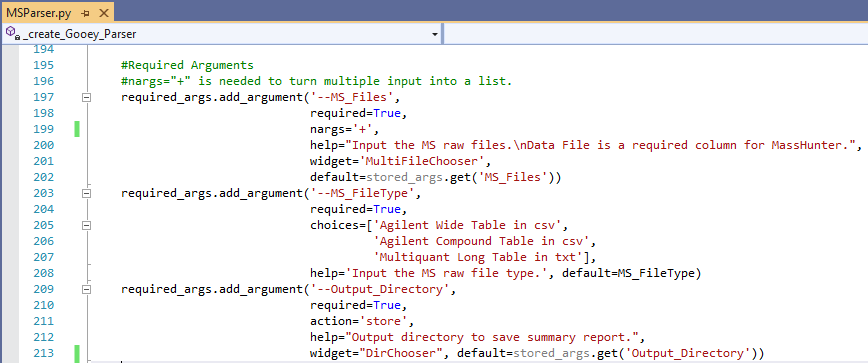 MSParser.py
_create_Gooey_Parser
194
195 #Required Arguments
196 #nargs="+" is needed to turn multiple input into a list.
197 required_args.add_argument('--MS_Files',
198 required=True,
199 nargs='+',
200 help="Input the MS raw files.\nData File is a required column for MassHunter.",
201 widget='MultiFileChooser',
202 default=stored_args.get('MS_Files'))
203 required_args.add_argument('--MS_FileType',
204 required=True,
205 choices=['Agilent Wide Table in csv',
206 'Agilent Compound Table in csv',
207 'Multiquant Long Table in txt'],
208 help='Input the MS raw file type.', default=MS_FileType)
209 required_args.add_argument('--Output_Directory',
210 required=True,
211 action='store',
212 help="Output directory to save summary report.",
213 widget="DirChooser", default=stored_args.get('Output_Directory'))